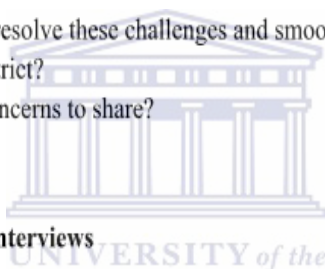 resolve these challenges and smoo
rict?
ncerns to share?
nterviews
UNIVERSITY of the